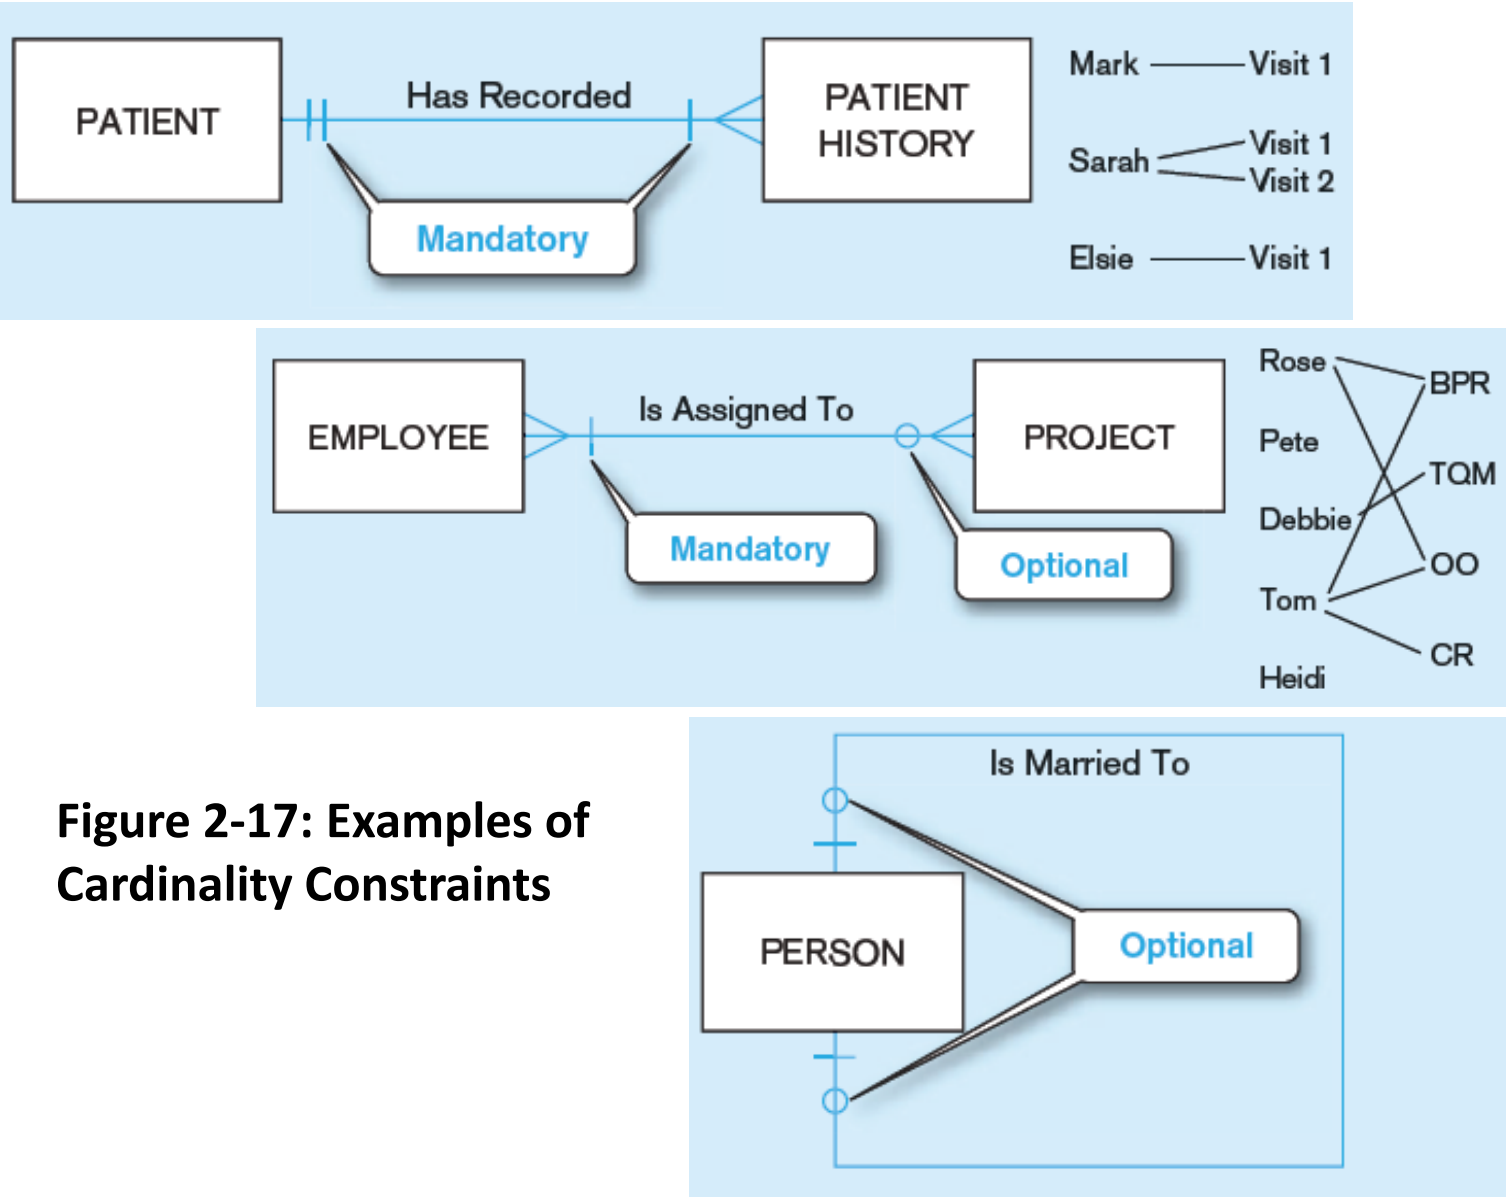 PATIENT
Has Recorded
PATIENT
HISTORY
Mandatory
Mark
Visit 1
Sarah
Visit 1
Visit 2
Elsie
Visit 1
EMPLOYEE
Is Assigned To
PROJECT
Mandatory
Optional
Rose
Pete
Debbie
Tom
Heidi
BPR
TQM
OO
CR
Is Married To
PERSON
Optional
Figure 2-17: Examples of
Cardinality Constraints